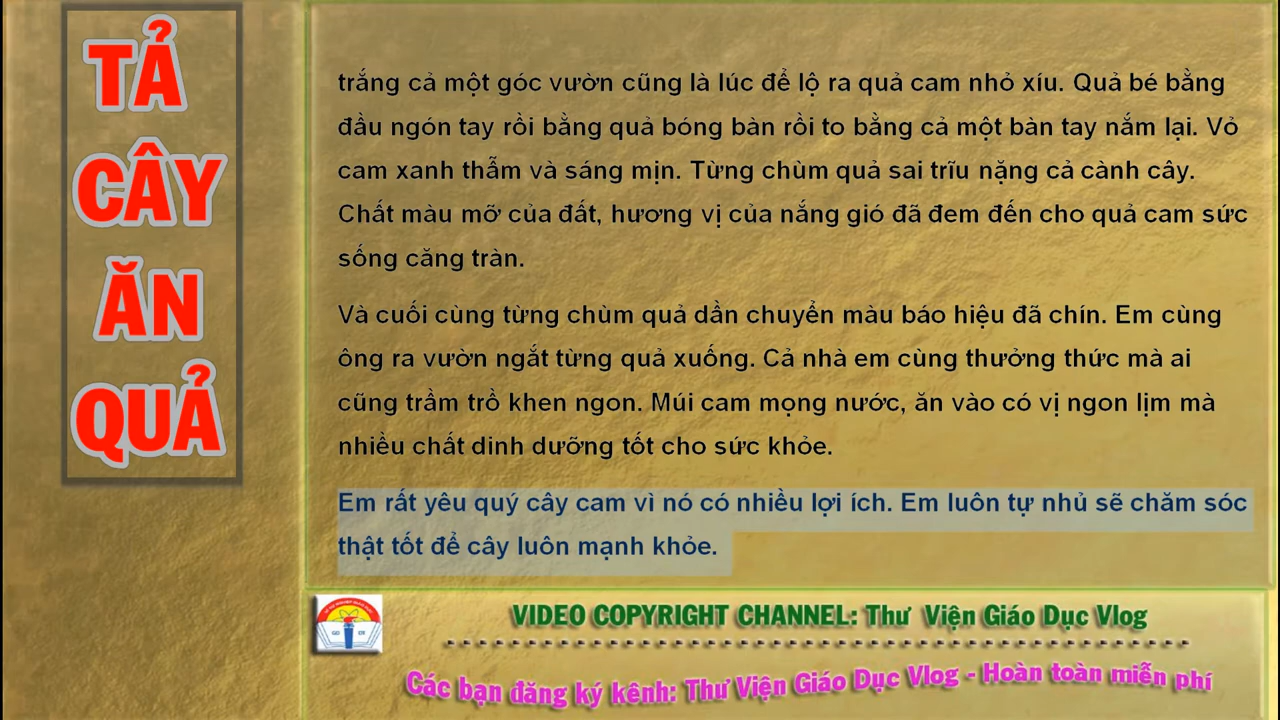 TẢ
CÂY
ĂN
QUẢ
trắng cả một góc vườn cũng là lúc để lộ ra quả cam nhỏ xíu. Quả bé bằng
đầu ngón tay rồi bằng quả bóng bàn rồi to bằng cả một bàn tay nắm lại. Vỏ
cam xanh thẫm và sáng mịn. Từng chùm quả sai trĩu nặng cả cành cây.
Chất màu mỡ của đất, hương vị của nắng gió đã đem đến cho quả cam sức
sống căng tràn.
Và cuối cùng từng chùm quả dần chuyển màu báo hiệu đã chín. Em cùng
ông ra vườn ngắt từng quả xuống. Cả nhà em cùng thưởng thức mà ai
cũng trầm trồ khen ngon. Múi cam mọng nước, ăn vào có vị ngon lịm mà
nhiều chất dinh dưỡng tốt cho sức khỏe.
Em rất yêu quý cây cam vì nó có nhiều lợi ích. Em luôn tự nhủ sẽ chăm sóc
thật tốt để cây luôn mạnh khỏe.
VIDEO COPYRIGHT CHANNEL: Thư Viện Giáo Dục Vlog
Các bạn đăng ký kênh: Thư Viện Giáo Dục Vlog - Hoàn toàn miễn phí